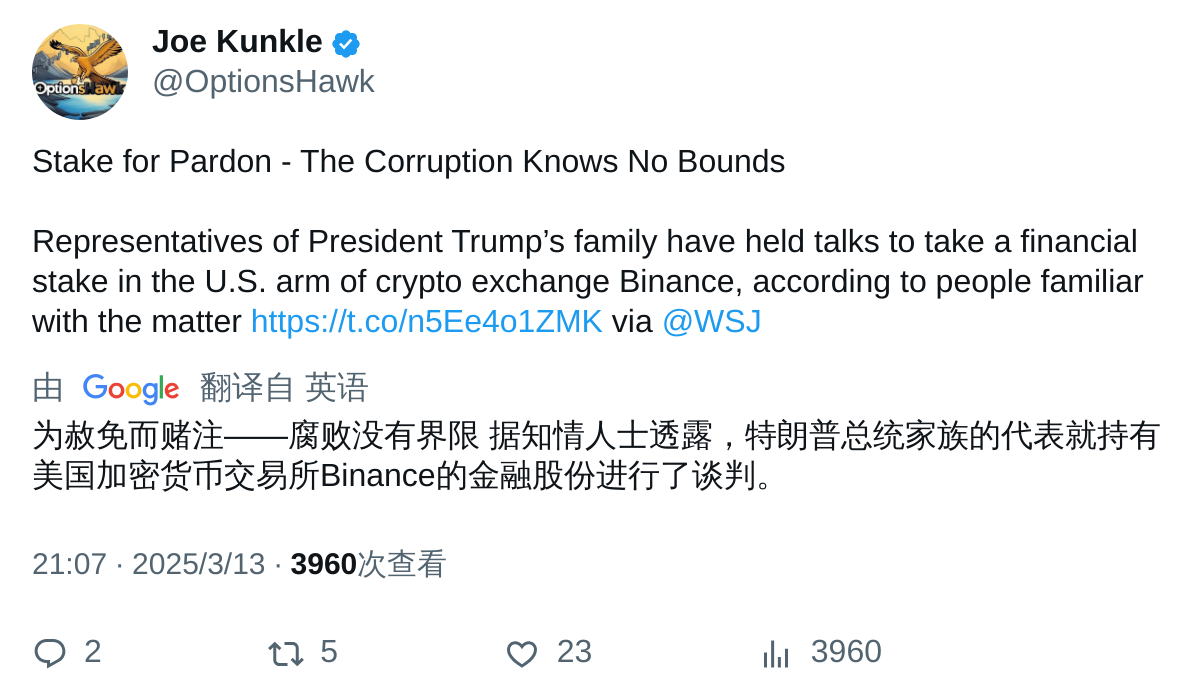 Joe Kunkle
@OptionsHawk
OptionsHawk
Stake for Pardon - The Corruption Knows No Bounds
Representatives of President Trump’s family have held talks to take a financial
stake in the U.S. arm of crypto exchange Binance, according to people familiar
with the matter https://t.co/n5Ee4o1ZMK via @WSJ
由 Google 翻译自 英语
为赦免而赌注——腐败没有界限 据知情人士透露，特朗普总统家族的代表就持有
美国加密货币交易所Binance的金融股份进行了谈判。
21:07 · 2025/3/13 · 3960次查看
2 5 23 3960